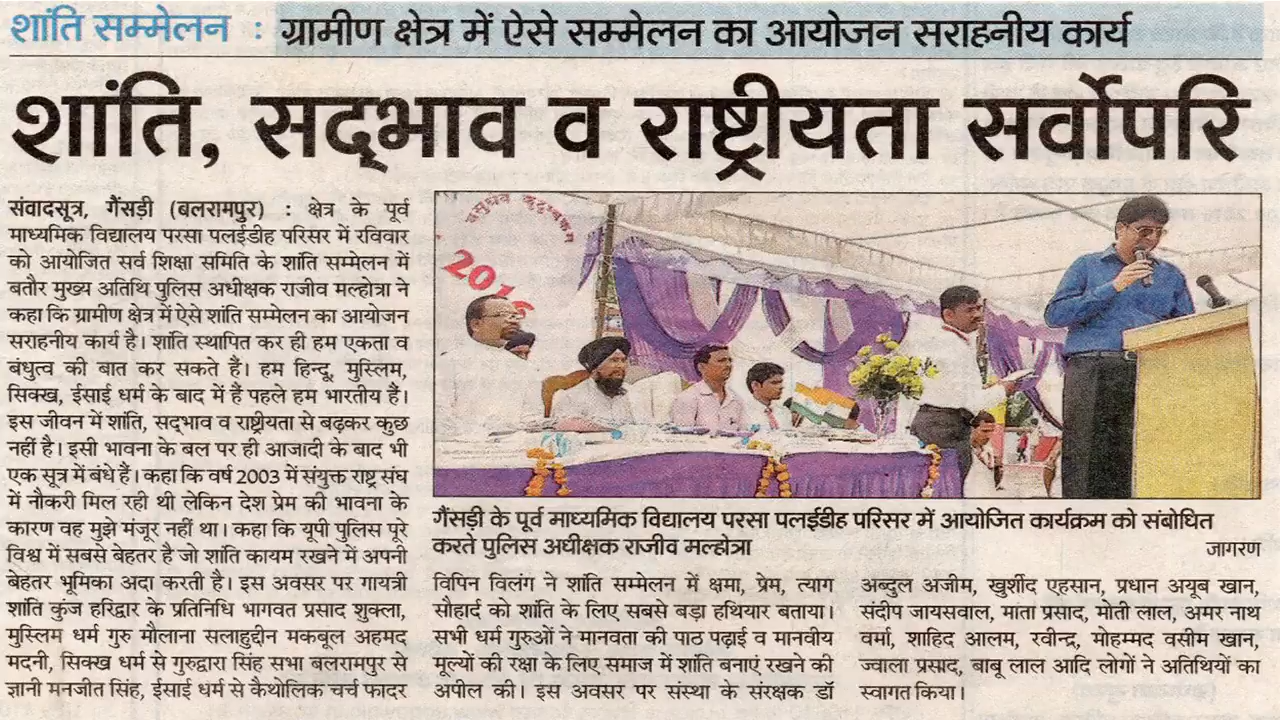 शांति सम्मेलन : ग्रामीण क्षेत्र में ऐसे सम्मेलन का आयोजन सराहनीय कार्य
शांति, सद्भाव व राष्ट्रीयता सर्वोपरि
संवादसूत्र, गैंसड़ी (बलरामपुर) : क्षेत्र के पूर्व
माध्यमिक विद्यालय परसा पलईडीह परिसर में रविवार
को आयोजित सर्व शिक्षा समिति के शांति सम्मेलन में
बतौर मुख्य अतिथि पुलिस अधीक्षक राजीव मल्होत्रा ने
कहा कि ग्रामीण क्षेत्र में ऐसे शांति सम्मेलन का आयोजन
सराहनीय कार्य है। शांति स्थापित कर ही हम एकता व
बंधुत्व की बात कर सकते हैं। हम हिन्दू, मुस्लिम,
सिक्ख, ईसाई धर्म के बाद में हैं पहले हम भारतीय हैं।
इस जीवन में शांति, सद्भाव व राष्ट्रीयता से बढ़कर कुछ
नहीं है। इसी भावना के बल पर ही आजादी के बाद भी
एक सूत्र में बंधे हैं। कहा कि वर्ष 2003 में संयुक्त राष्ट्र संघ
में नौकरी मिल रही थी लेकिन देश प्रेम की भावना के
कारण वह मुझे मंजूर नहीं था। कहा कि यूपी पुलिस पूरे
विश्व में सबसे बेहतर है जो शांति कायम रखने में अपनी
बेहतर भूमिका अदा करती है। इस अवसर पर गायत्री
शांति कुंज हरिद्वार के प्रतिनिधि भागवत प्रसाद शुक्ला,
मुस्लिम धर्म गुरु मौलाना सलाहुद्दीन मकबूल अहमद
मदनी, सिक्ख धर्म से गुरुद्वारा सिंह सभा बलरामपुर से
ज्ञानी मनजीत सिंह, ईसाई धर्म से कैथोलिक चर्च फादर
वसुधैव कुटुम्बकम
2016
गैंसड़ी के पूर्व माध्यमिक विद्यालय परसा पलईडीह परिसर में आयोजित कार्यक्रम को संबोधित
करते पुलिस अधीक्षक राजीव मल्होत्रा
जागरण
विपिन विलंग ने शांति सम्मेलन में क्षमा, प्रेम, त्याग
सौहार्द को शांति के लिए सबसे बड़ा हथियार बताया।
सभी धर्म गुरुओं ने मानवता की पाठ पढ़ाई व मानवीय
मूल्यों की रक्षा के लिए समाज में शांति बनाएं रखने की
अपील की। इस अवसर पर संस्था के संरक्षक डॉ
अब्दुल अजीम, खुर्शीद एहसान, प्रधान अयूब खान,
संदीप जायसवाल, माता प्रसाद, मोती लाल, अमर नाथ
वर्मा, शाहिद आलम, रवीन्द्र, मोहम्मद वसीम खान,
ज्वाला प्रसाद, बाबू लाल आदि लोगों ने अतिथियों का
स्वागत किया।